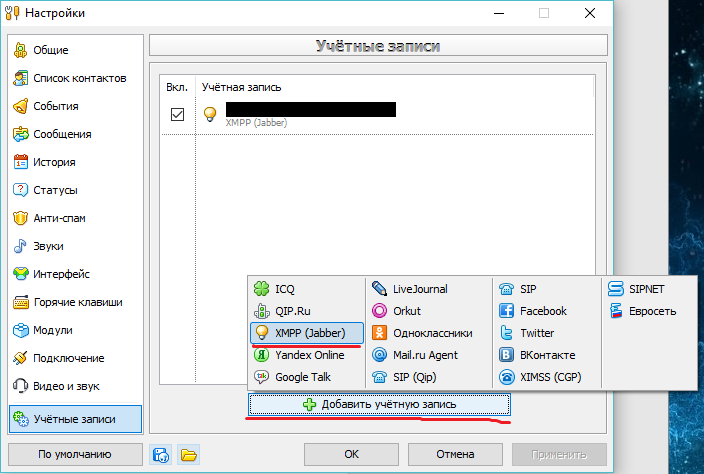 Настройки
Общие
Список контактов
События
Сообщения
История
Статусы
Анти-спам
Звуки
Интерфейс
Горячие клавиши
Модули
Подключение
Видео и звук
Учётные записи
Учётные записи
Вкл. Учётная запись
XMPP (Jabber)
ICQ
QIP.Ru
XMPP (Jabber)
Yandex Online
Google Talk
LiveJournal
Orkut
Одноклассники
Mail.ru Agent
SIP (Qip)
SIP
Facebook
Twitter
ВКонтакте
XIMSS (CGP)
SIPNET
Евросеть
Добавить учётную запись
По умолчанию
OK
Отмена
Применить